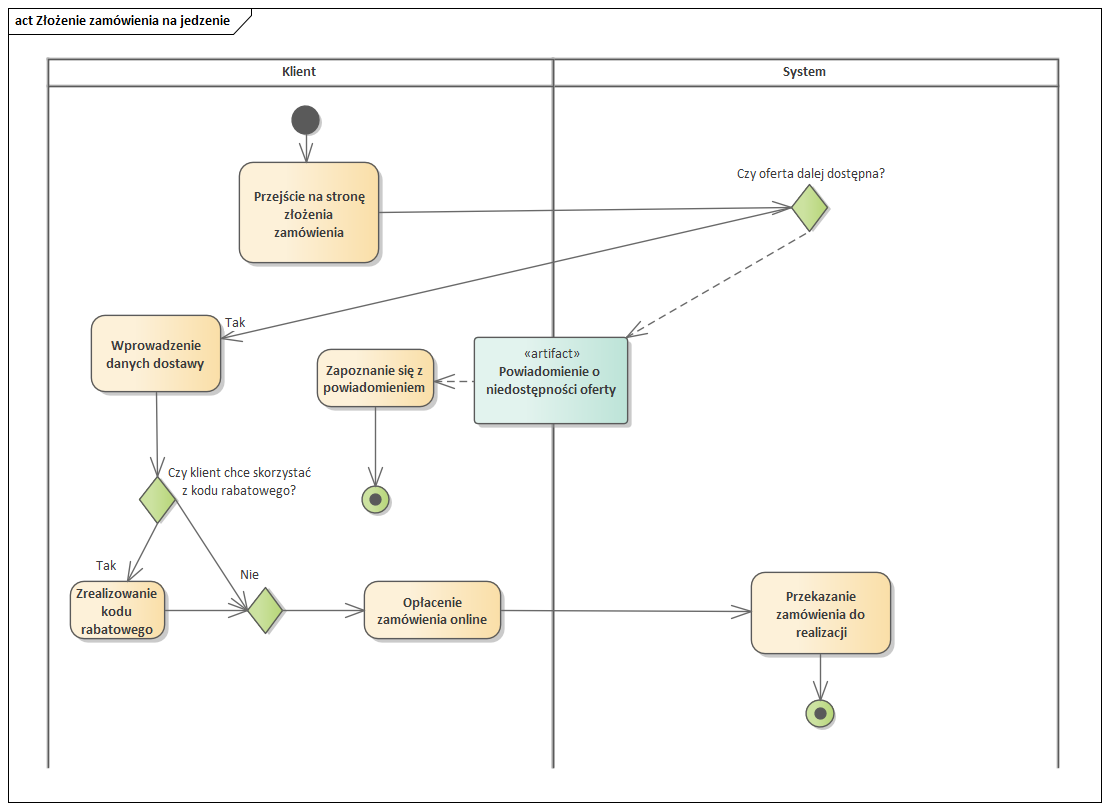 act Złożenie zamówienia na jedzenie
Klient
System
Przejście na stronę
złożenia
zamówienia
Czy oferta dalej dostępna?
Tak
Wprowadzenie
danych dostawy
Zapoznanie się z
powiadomieniem
«artifact»
Powiadomienie o
niedostępności oferty
Czy klient chce skorzystać
z kodu rabatowego?
Tak
Nie
Zrealizowanie
kodu
rabatowego
Opłacenie
zamówienia online
Przekazanie
zamówienia do
realizacji